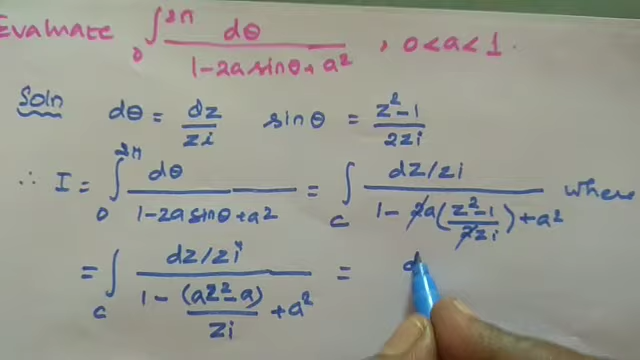 Evaluate ∫₀^2π dθ / (1-2a sinθ + a²) , 0<a<1.
Soln dθ = dz/zi sinθ = (z²-1)/2zi
∴ I = ∫₀^2π dθ / (1-2a sinθ+a²) = ∫_C (dz/zi) / (1 - 2a((z²-1)/2zi) + a²) where
= ∫_C (dz/zi) / (1 - (az²-a)/zi + a²) = d